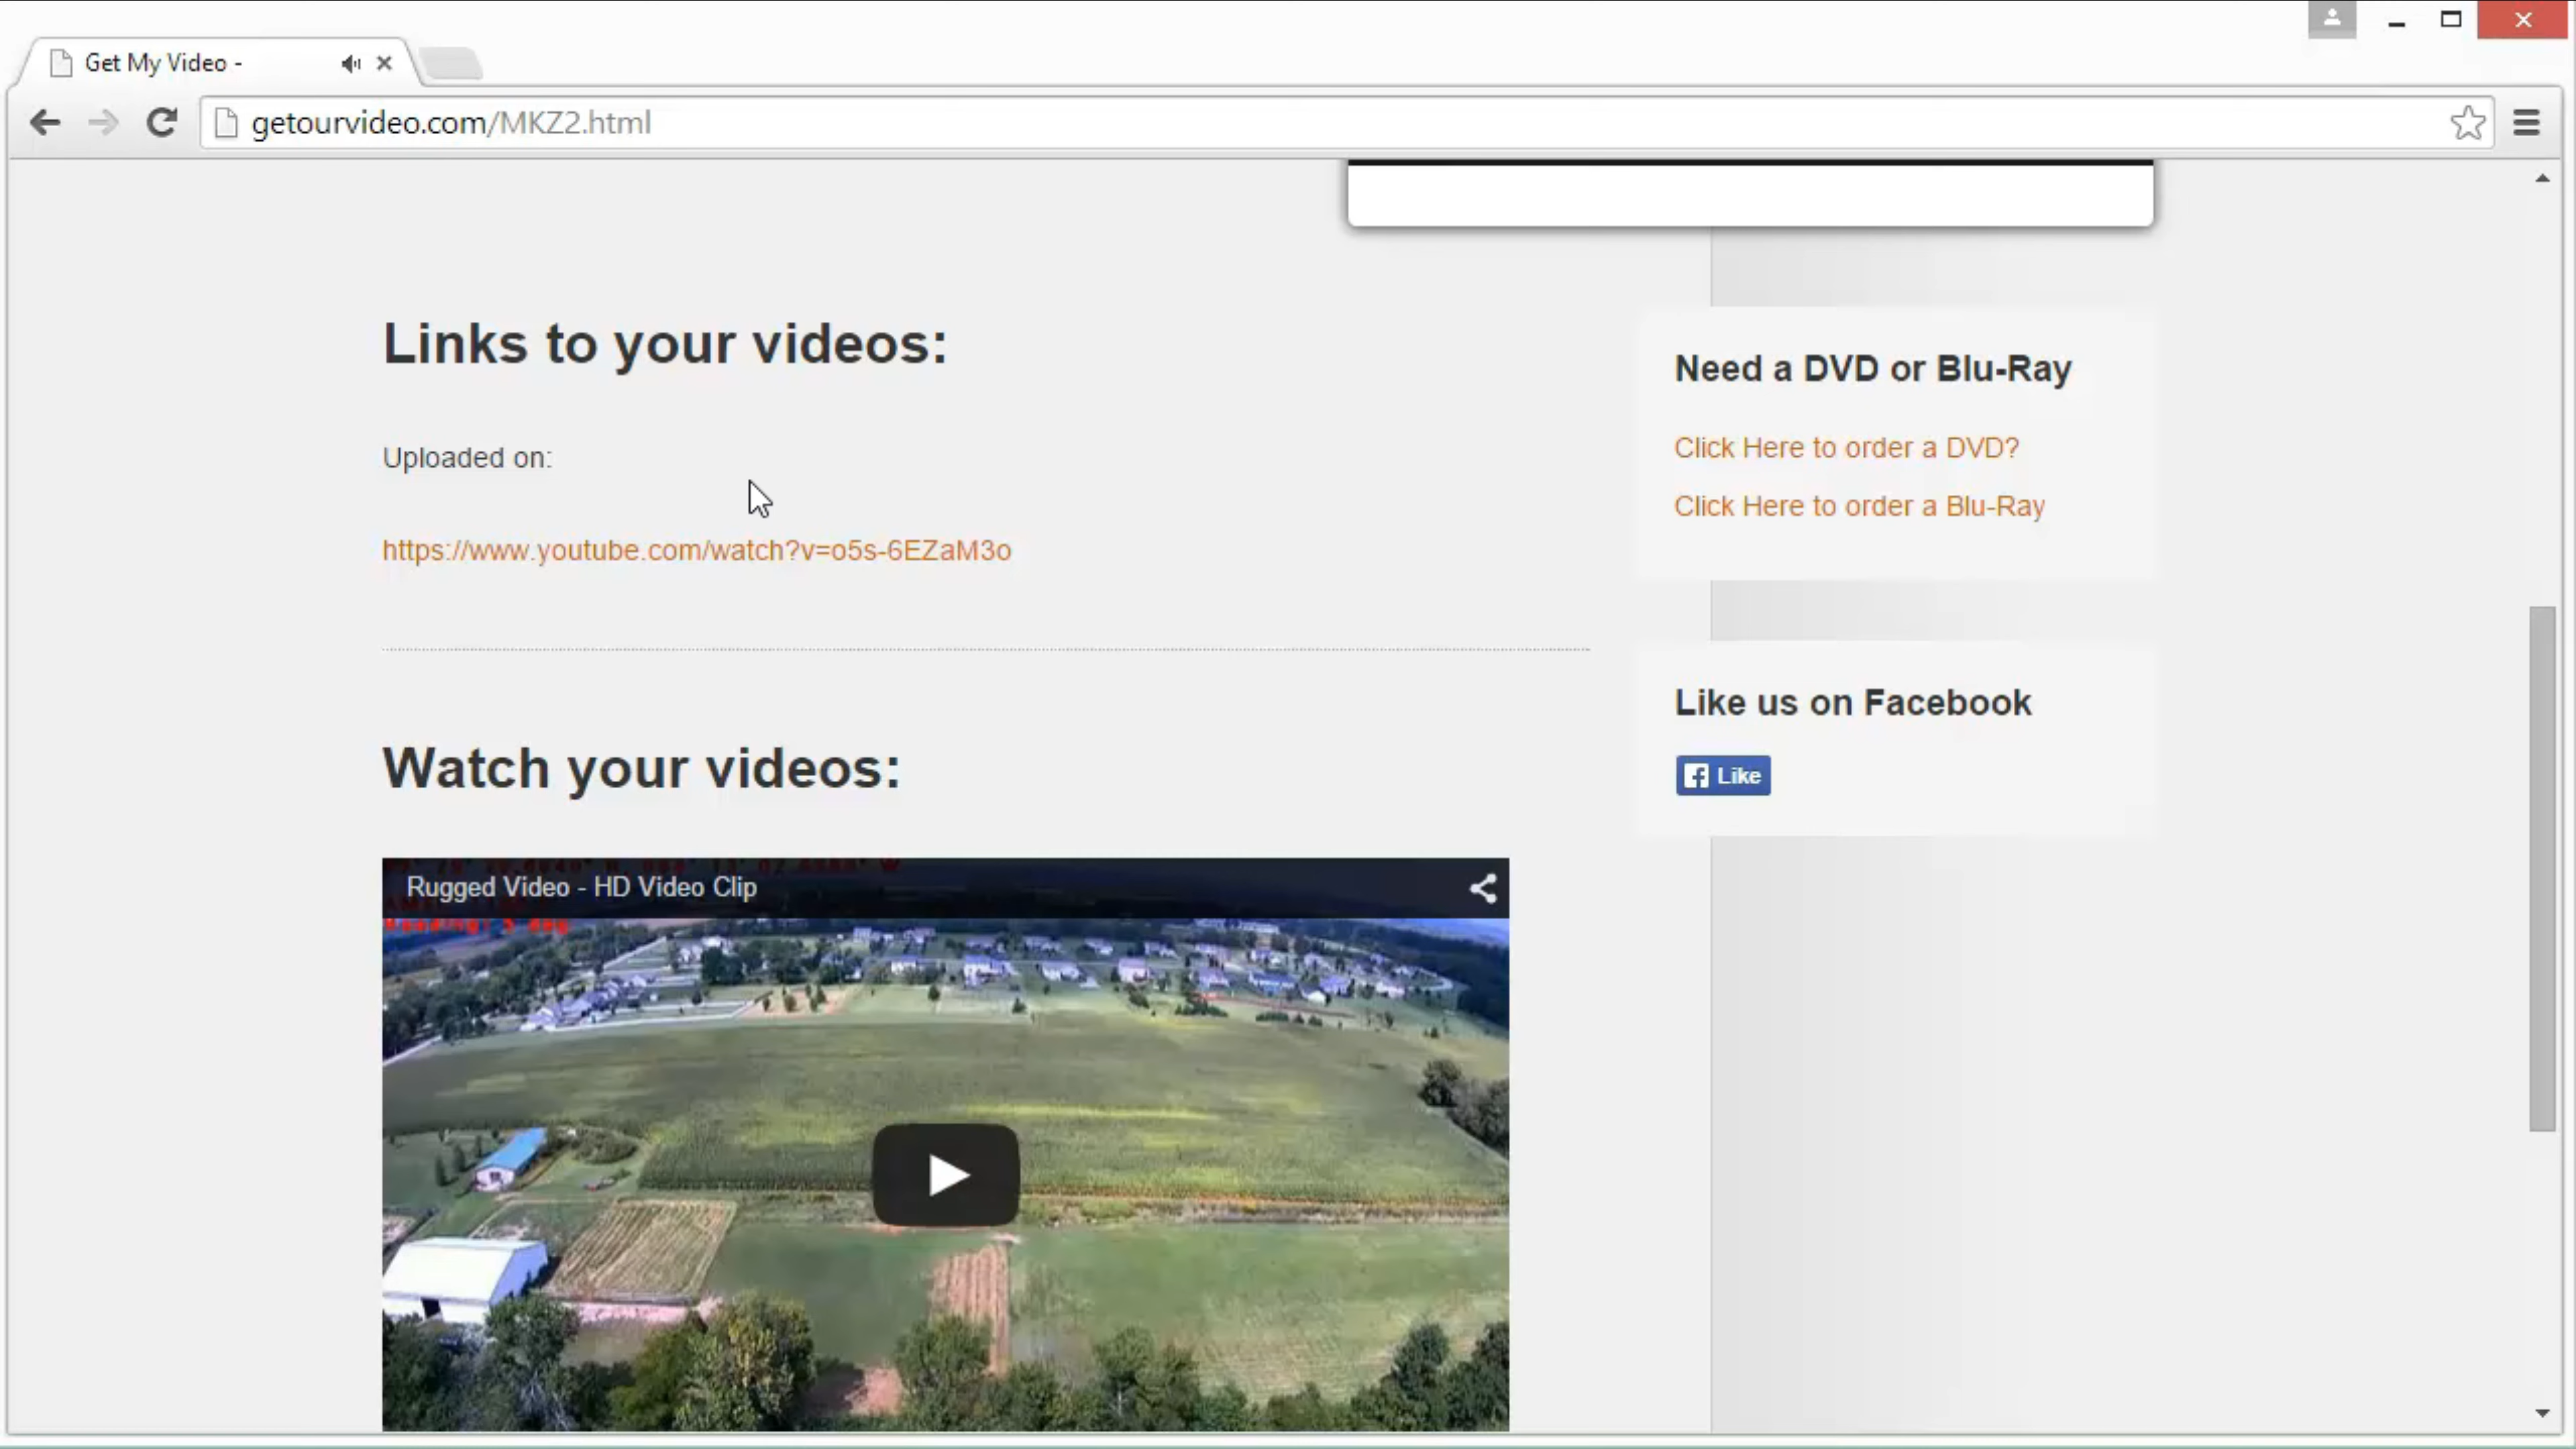 Get My Video -
getourvideo.com/MKZ2.html
Links to your videos:
Uploaded on:
https://www.youtube.com/watch?v=o5s-6EZaM3o
Need a DVD or Blu-Ray
Click Here to order a DVD?
Click Here to order a Blu-Ray
Like us on Facebook
Like
Watch your videos:
Rugged Video - HD Video Clip